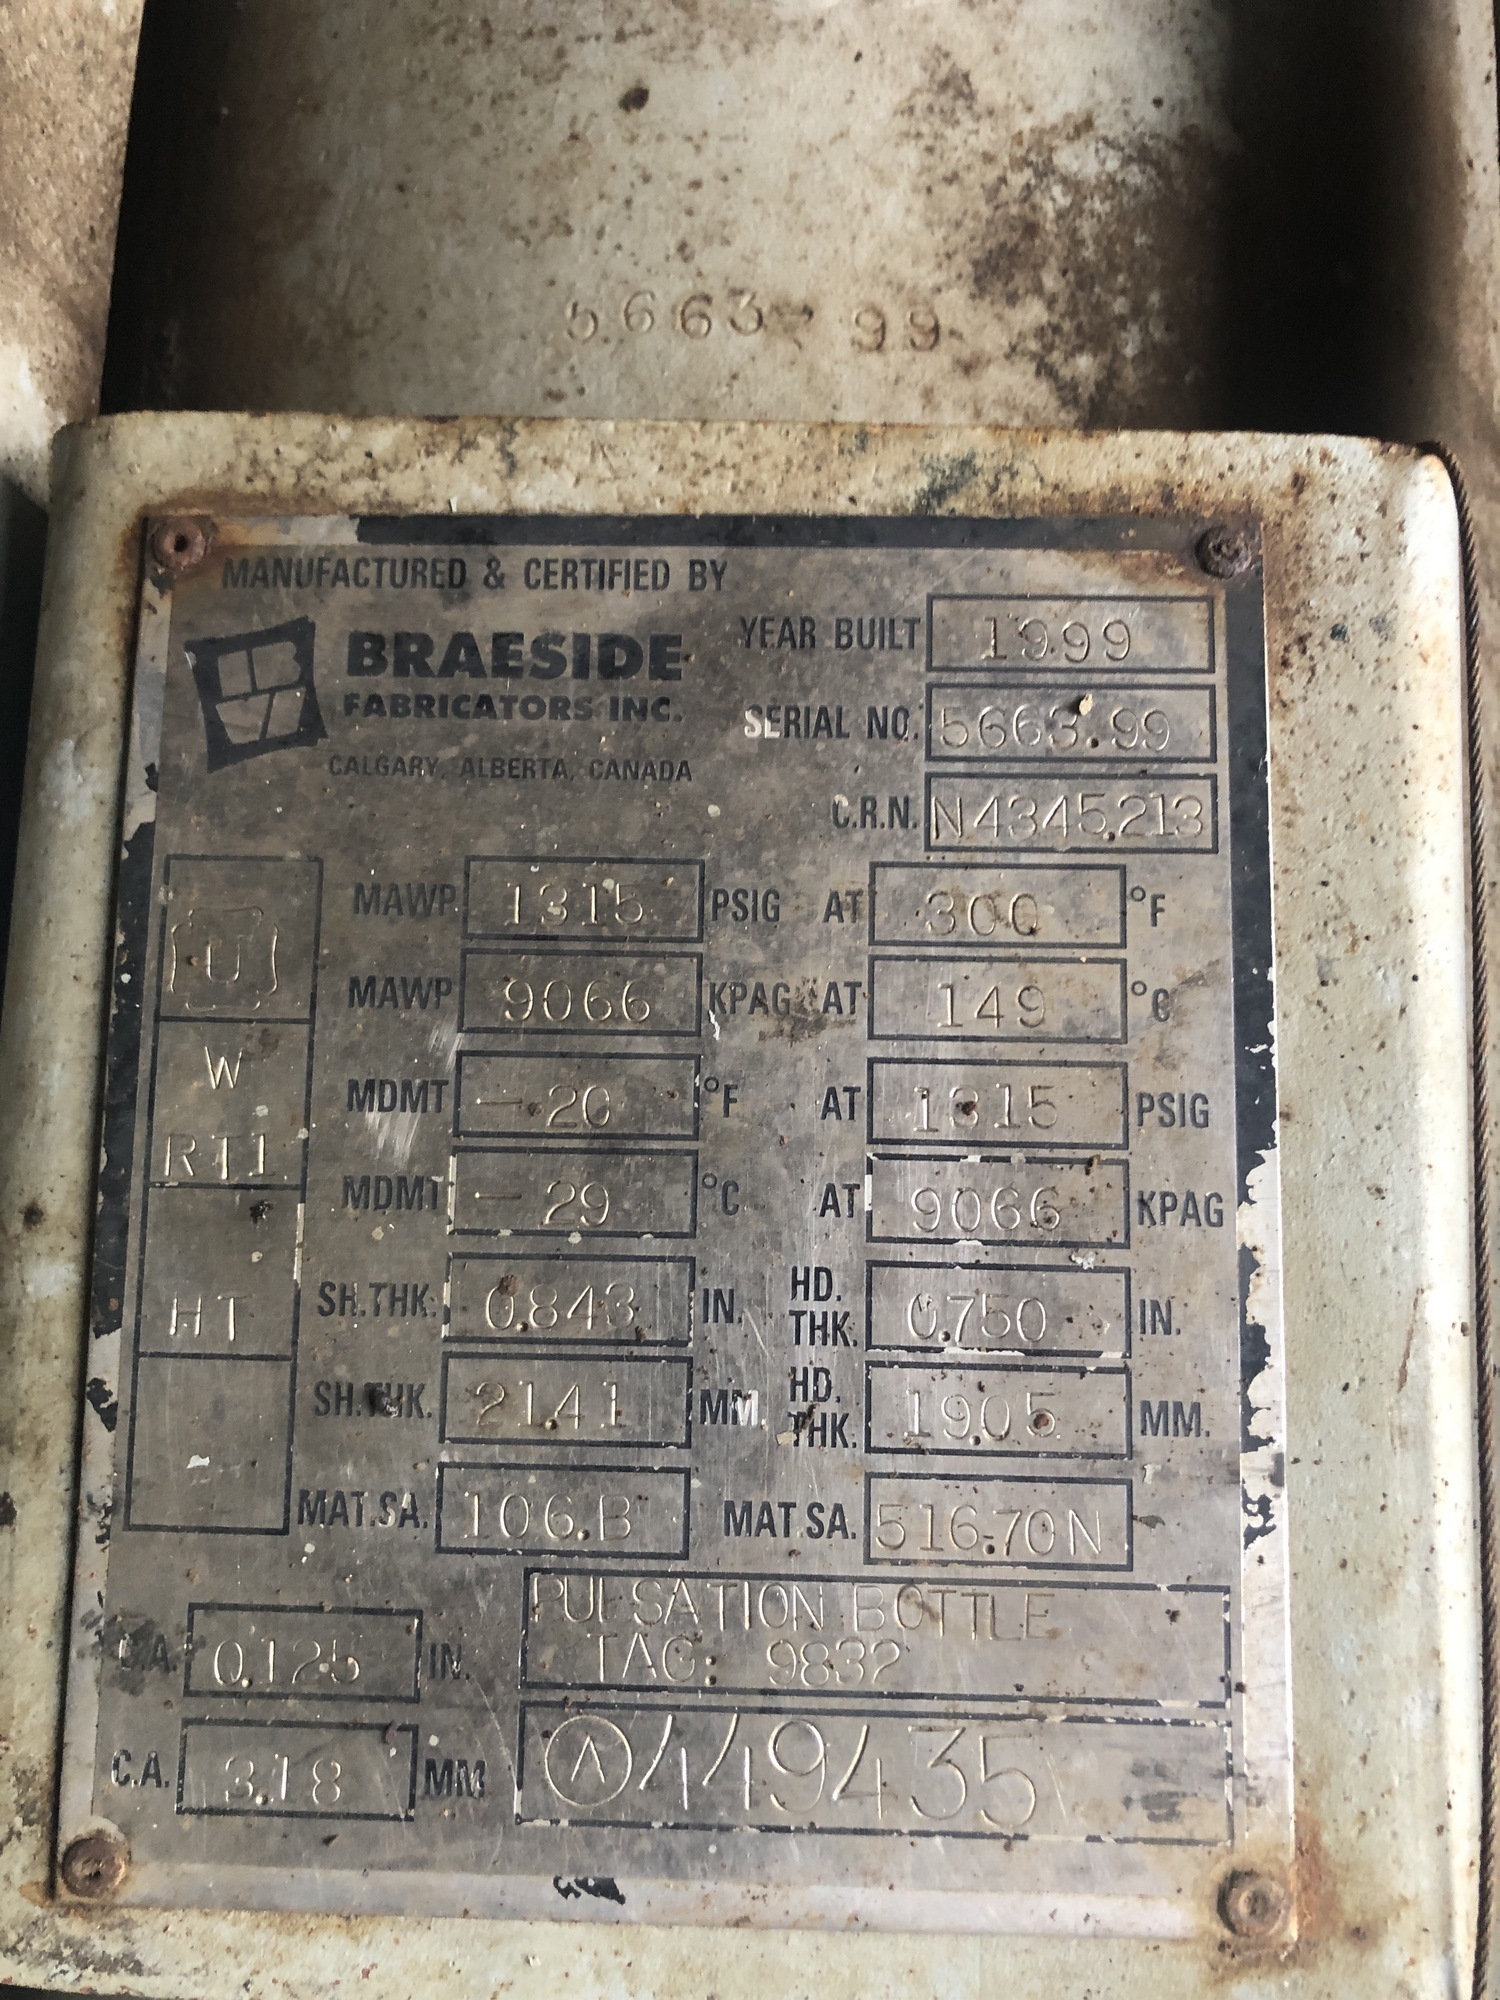 5663 99
MANUFACTURED & CERTIFIED BY
BRAESIDE
FABRICATORS INC.
CALGARY, ALBERTA, CANADA
YEAR BUILT 1999
SERIAL NO. 5663.99
C.R.N. N4345.213
U
W
RT1
HT
MAWP 1315 PSIG AT 300 °F
MAWP 9066 KPAG AT 149 °C
MDMT -20 °F AT 1315 PSIG
MDMT -29 °C AT 9066 KPAG
SH.THK. 0.843 IN. HD. THK. 0.750 IN.
SH.THK. 21.41 MM. HD. THK. 19.05 MM.
MAT.SA. 106.B MAT.SA. 516-70N
C.A. 0.125 IN.
PULSATION BOTTLE
TAG: 9832
C.A. 3.18 MM
A 449435